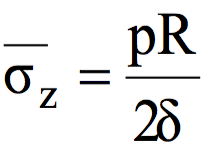 σ̅_z = pR / 2δ